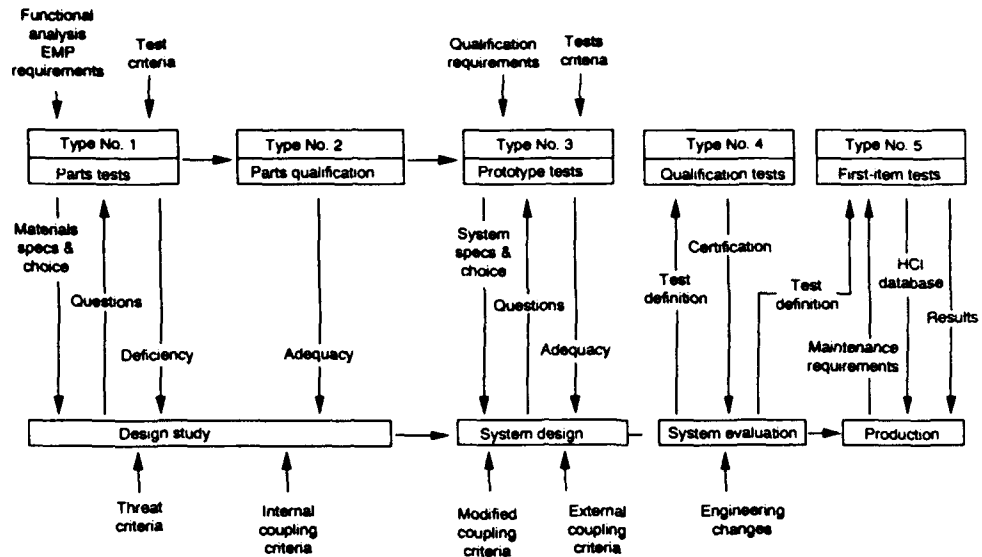 Functional
analysis
EMP
requirements
Test
criteria
Qualification
requirements
Tests
criteria
Type No. 1
Parts tests
Type No. 2
Parts qualification
Type No. 3
Prototype tests
Type No. 4
Qualification tests
Type No. 5
First-item tests
Materials
specs &
choice
Questions
Deficiency
Adequacy
System
specs &
choice
Questions
Adequacy
Test
definition
Certification
Test
definition
Maintenance
requirements
HCI
database
Results
Design study
System design
System evaluation
Production
Threat
criteria
Internal
coupling
criteria
Modified
coupling
criteria
External
coupling
criteria
Engineering
changes